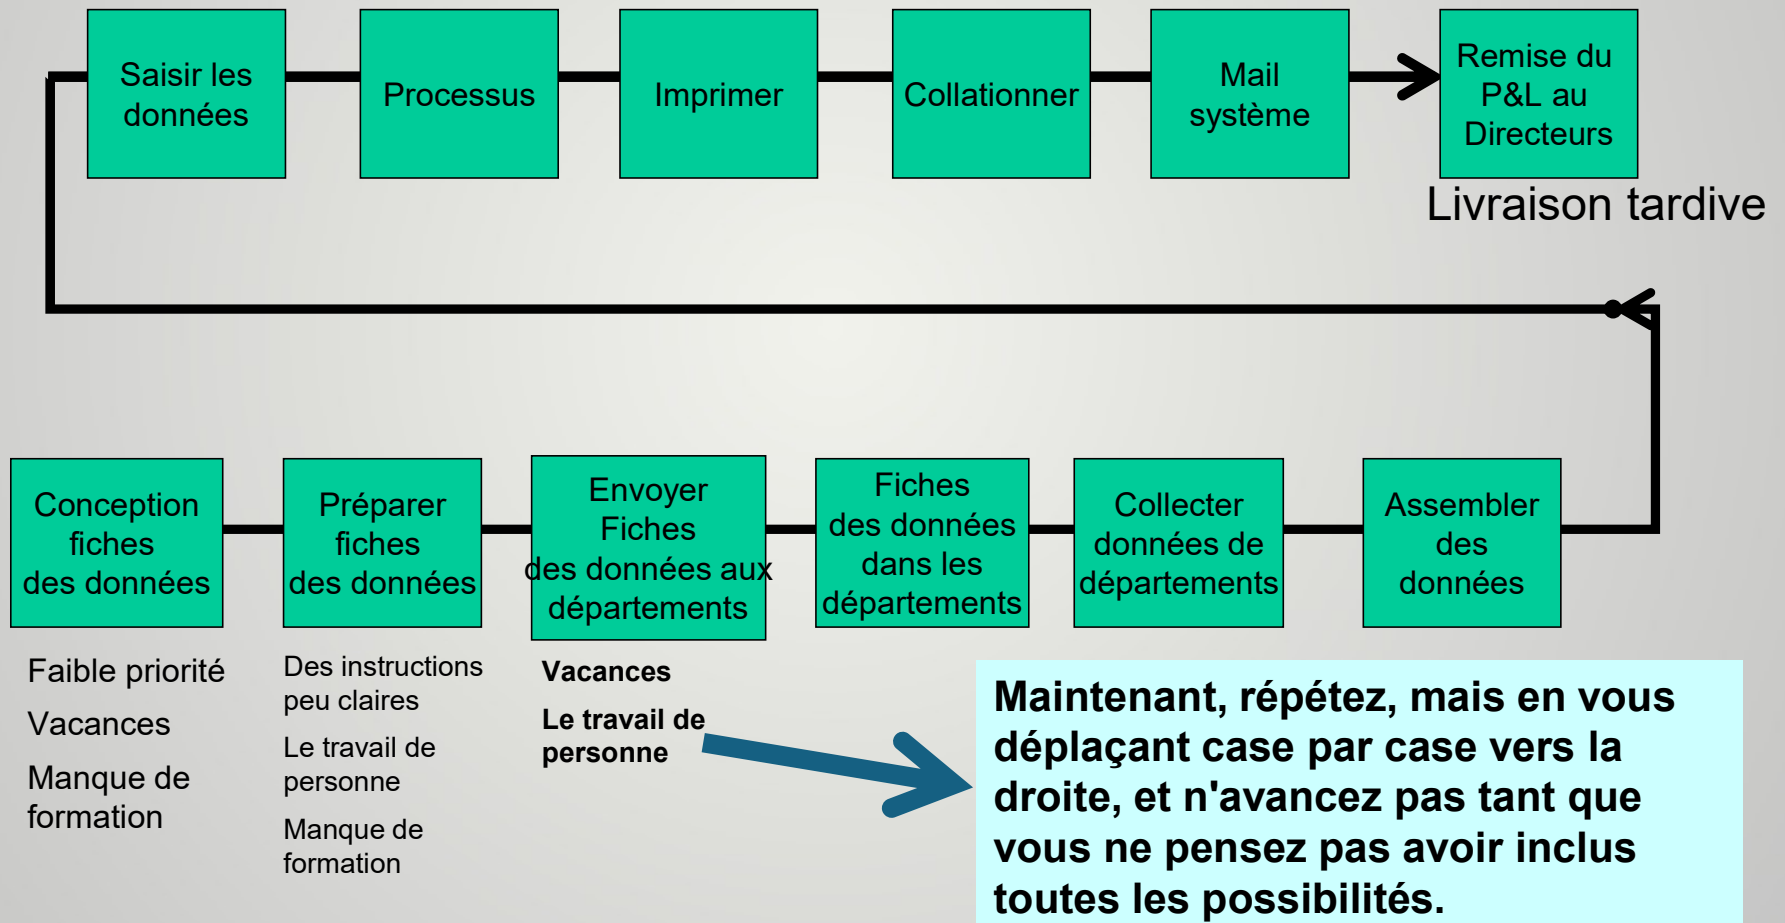 Saisir les
données
Processus
Imprimer
Collationner
Mail
système
Remise du
P&L au
Directeurs
Livraison tardive
Conception
fiches
des données
Préparer
fiches
des données
Envoyer
Fiches
des données aux
départements
Fiches
des données
dans les
départements
Collecter
données de
départements
Assembler
des
données
Faible priorité
Vacances
Manque de
formation
Des instructions
peu claires
Le travail de
personne
Manque de
formation
Vacances
Le travail de
personne
Maintenant, répétez, mais en vous
déplaçant case par case vers la
droite, et n'avancez pas tant que
vous ne pensez pas avoir inclus
toutes les possibilités.